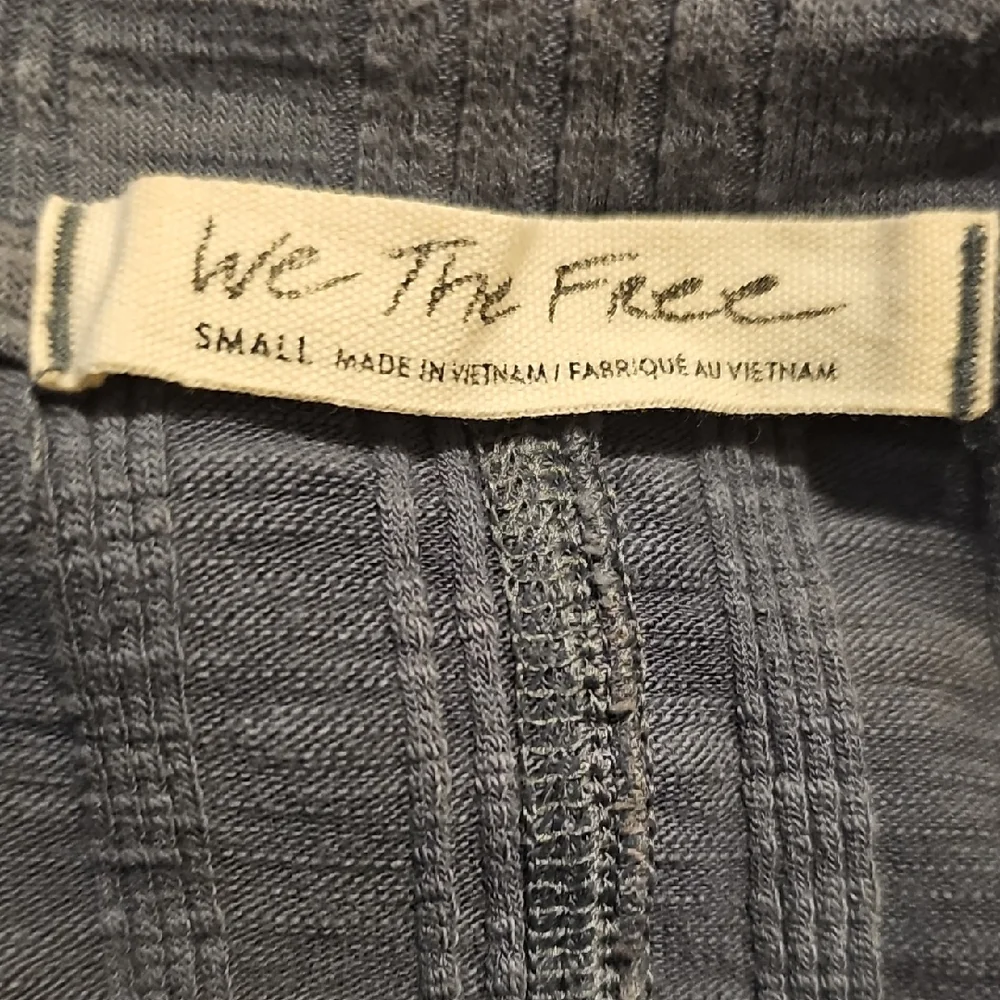 We The Free
SMALL MADE IN VIETNAM / FABRIQUÉ AU VIETNAM